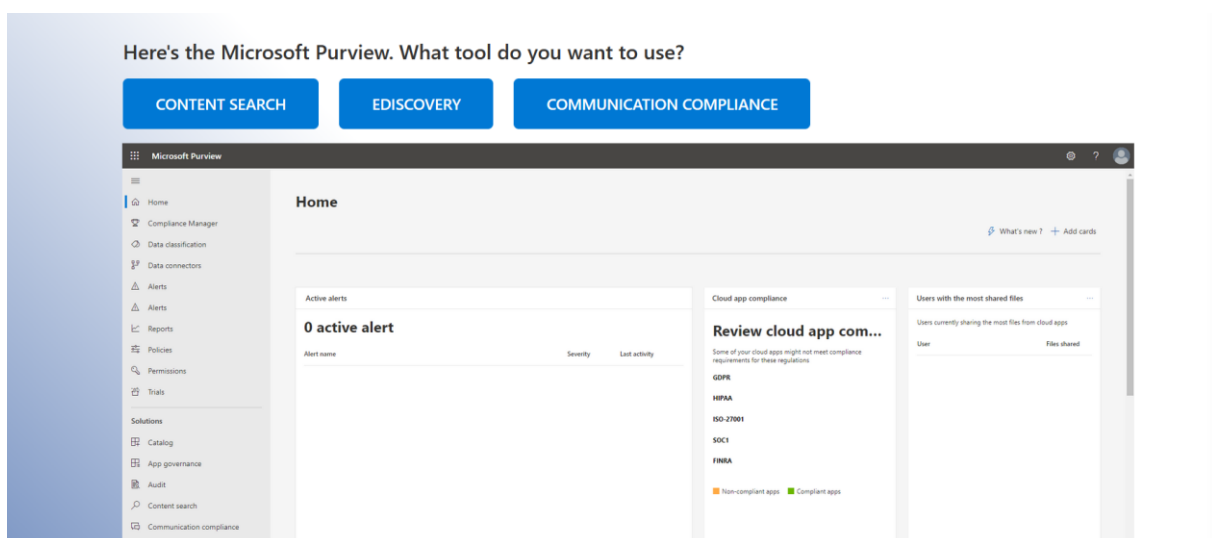 Here's the Microsoft Purview. What tool do you want to use?
CONTENT SEARCH
EDISCOVERY
COMMUNICATION COMPLIANCE
Microsoft Purview
?
Home
Compliance Manager
Data classification
Data connectors
Alerts
Alerts
Reports
Policies
Permissions
Trials
Solutions
Catalog
App governance
Audit
Content search
Communication compliance
Home
What's new ?
Add cards
Active alerts
0 active alert
Alert name Severity Last activity
Cloud app compliance ...
Review cloud app com...
Some of your cloud apps might not meet compliance
requirements for these regulations
GDPR
HIPAA
ISO-27001
SOC1
FINRA
Non-compliant apps Compliant apps
Users with the most shared files ...
Users currently sharing the most files from cloud apps
User Files shared